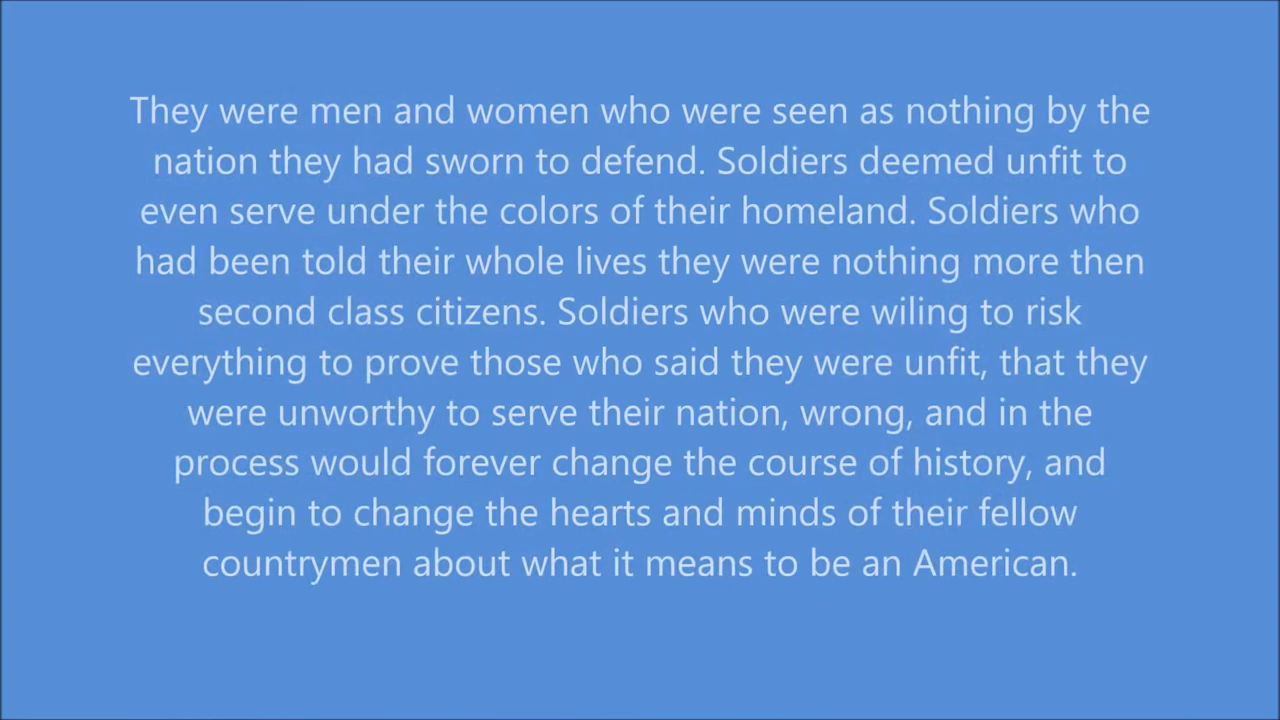 They were men and women who were seen as nothing by the
nation they had sworn to defend. Soldiers deemed unfit to
even serve under the colors of their homeland. Soldiers who
had been told their whole lives they were nothing more then
second class citizens. Soldiers who were wiling to risk
everything to prove those who said they were unfit, that they
were unworthy to serve their nation, wrong, and in the
process would forever change the course of history, and
begin to change the hearts and minds of their fellow
countrymen about what it means to be an American.